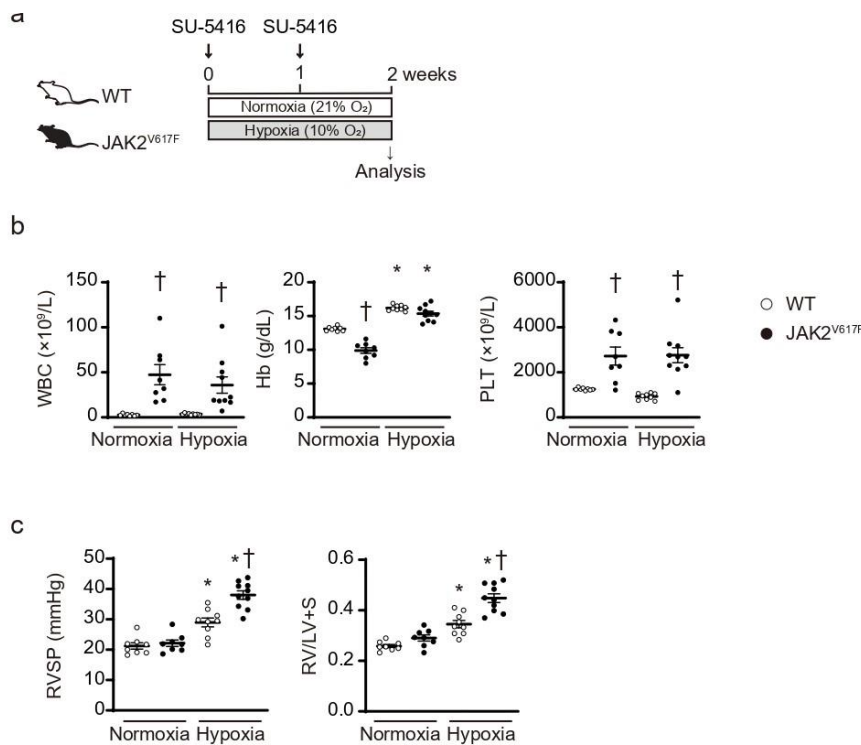 a
SU-5416 SU-5416
0 1 2 weeks
WT
Normoxia (21% O₂)
JAK2V617F
Hypoxia (10% O₂)
Analysis
b
WBC (×10⁹/L)
150
100
50
0
†
†
Normoxia Hypoxia
Hb (g/dL)
20
15
10
5
0
†
*
*
Normoxia Hypoxia
PLT (×10⁹/L)
6000
4000
2000
0
†
†
Normoxia Hypoxia
WT
JAK2V617F
c
RVSP (mmHg)
50
40
30
20
10
0
*
*†
Normoxia Hypoxia
RV/LV+S
0.6
0.4
0.2
0.0
*
*†
Normoxia Hypoxia